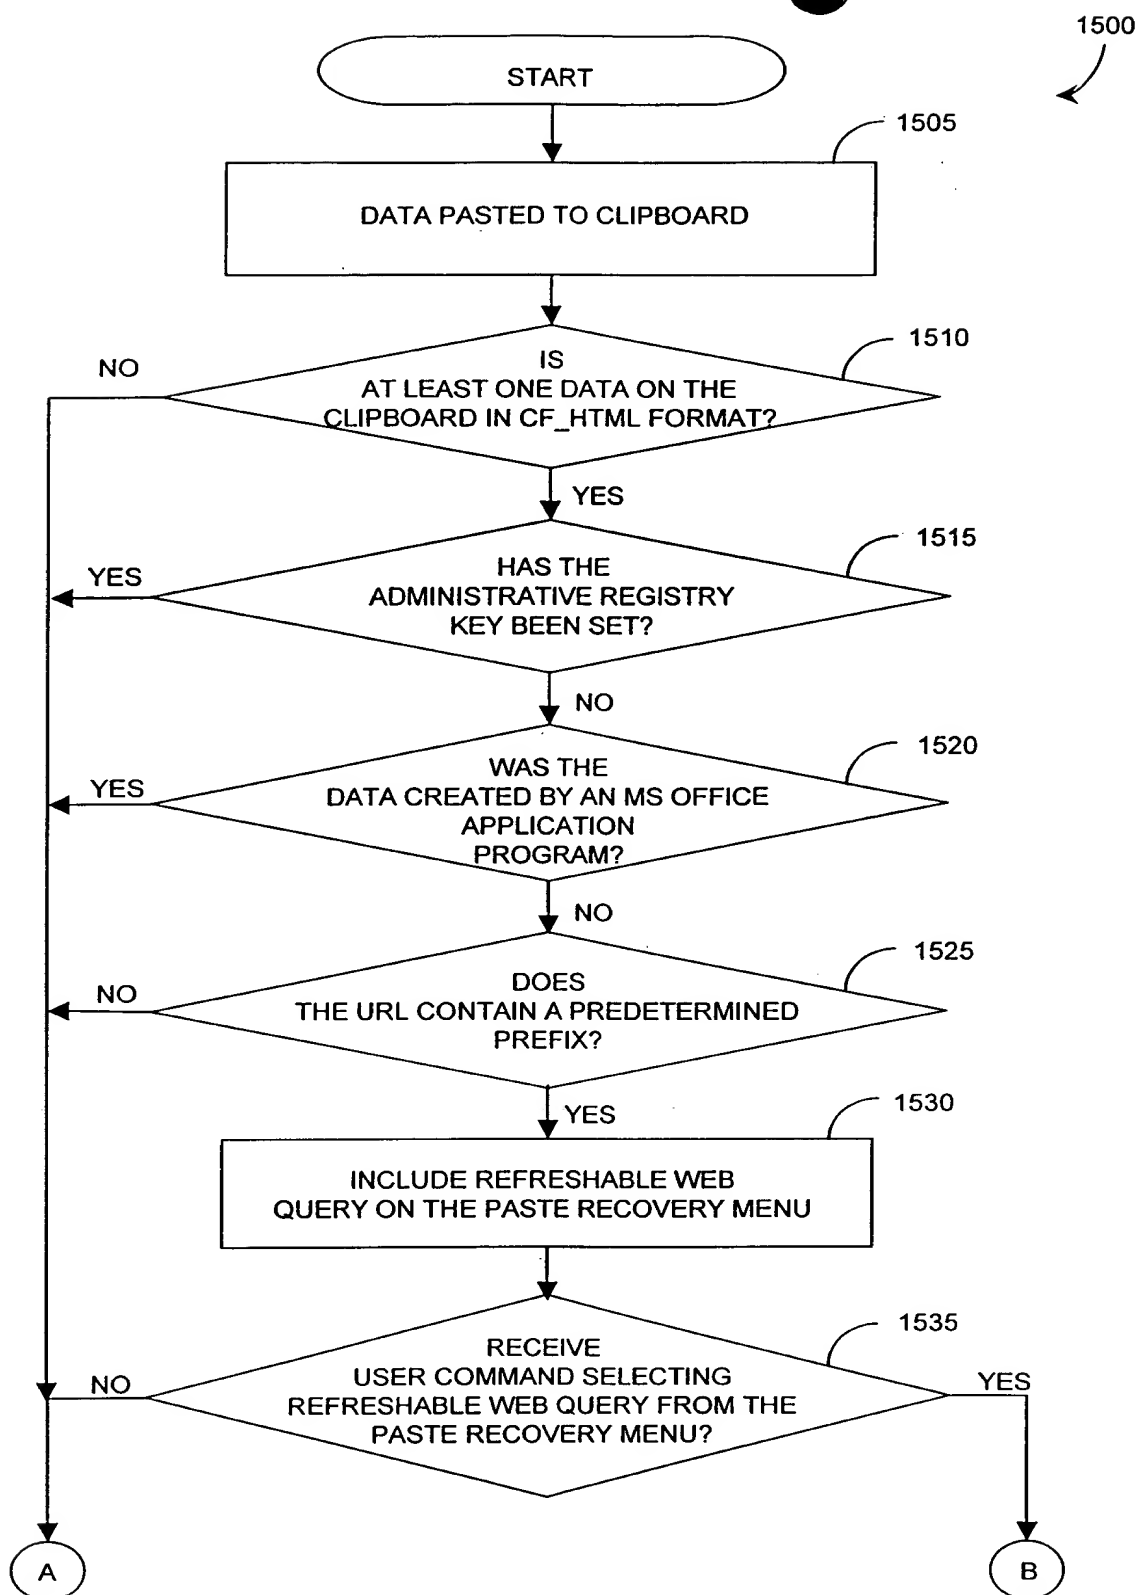 1500
START
1505
DATA PASTED TO CLIPBOARD
1510
NO
IS
AT LEAST ONE DATA ON THE
CLIPBOARD IN CF_HTML FORMAT?
YES
1515
YES
HAS THE
ADMINISTRATIVE REGISTRY
KEY BEEN SET?
NO
1520
YES
WAS THE
DATA CREATED BY AN MS OFFICE
APPLICATION
PROGRAM?
NO
1525
NO
DOES
THE URL CONTAIN A PREDETERMINED
PREFIX?
YES
1530
INCLUDE REFRESHABLE WEB
QUERY ON THE PASTE RECOVERY MENU
1535
NO
RECEIVE
USER COMMAND SELECTING
REFRESHABLE WEB QUERY FROM THE
PASTE RECOVERY MENU?
YES
A
B